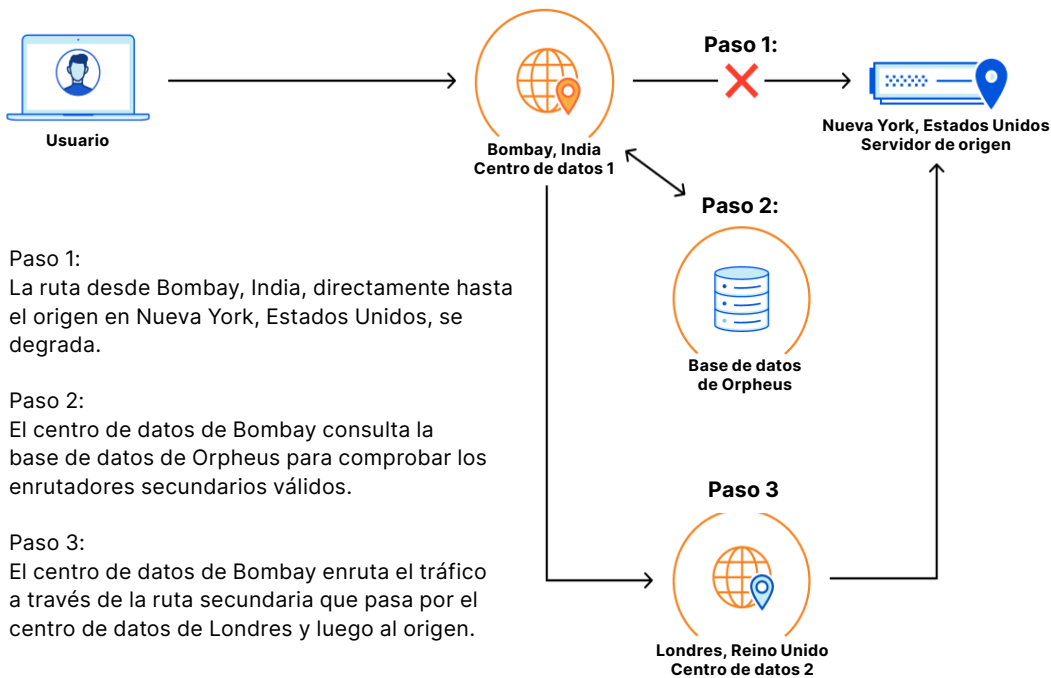 Paso 1:
Usuario
Bombay, India
Centro de datos 1
Nueva York, Estados Unidos
Servidor de origen
Paso 2:
Base de datos
de Orpheus
Paso 1:
La ruta desde Bombay, India, directamente hasta
el origen en Nueva York, Estados Unidos, se
degrada.
Paso 2:
El centro de datos de Bombay consulta la
base de datos de Orpheus para comprobar los
enrutadores secundarios válidos.
Paso 3:
El centro de datos de Bombay enruta el tráfico
a través de la ruta secundaria que pasa por el
centro de datos de Londres y luego al origen.
Paso 3
Londres, Reino Unido
Centro de datos 2